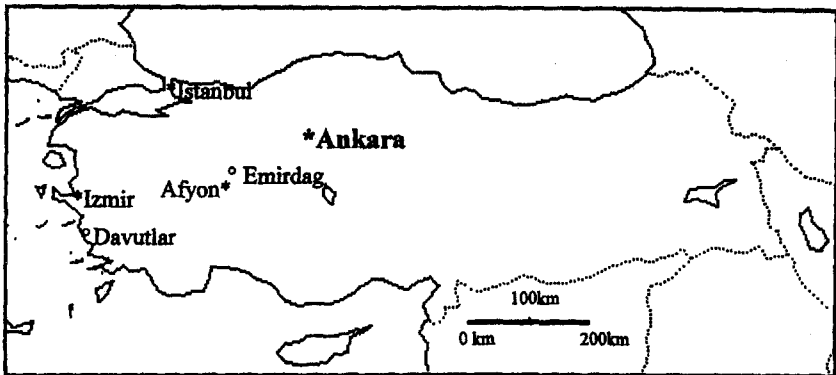 *Istanbul
*Ankara
Emirdag
Afyon *
*Izmir
Davutlar
100km
0 km
200km